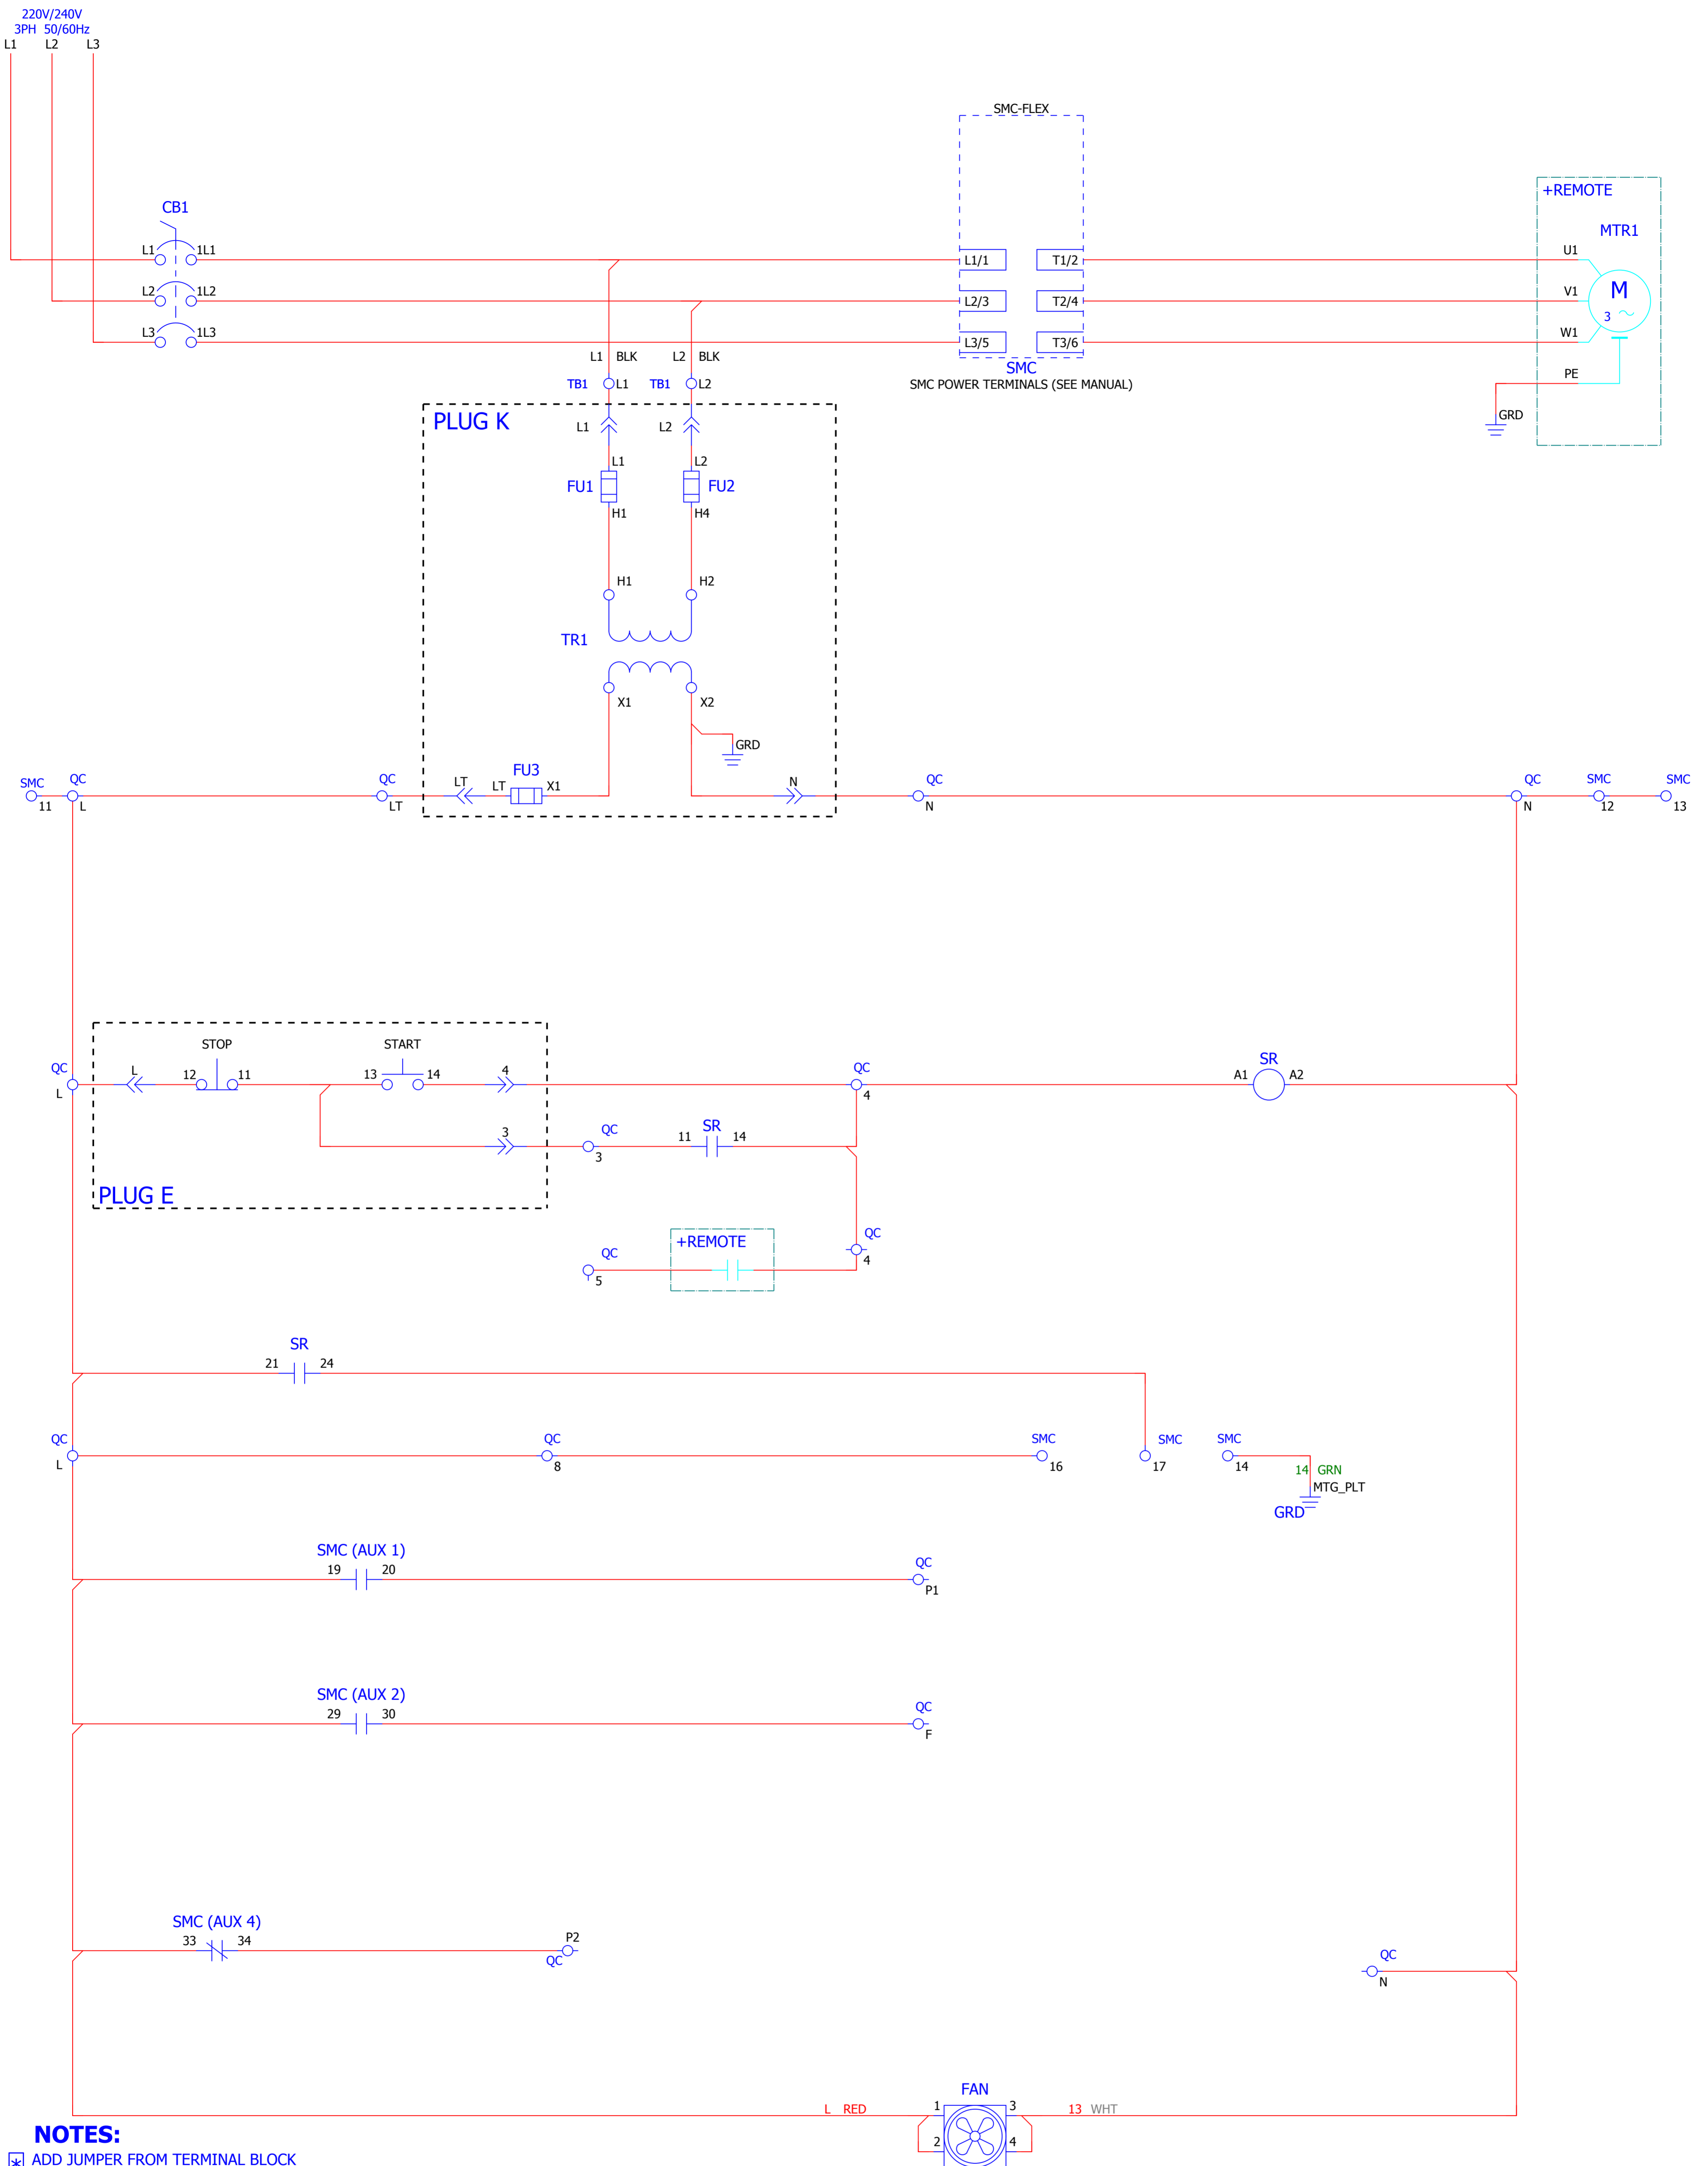 220V/240V
3PH 50/60Hz
L1 L2 L3
SMC-FLEX
+REMOTE
CB1
MTR1
L1 1L1 L1/1 T1/2 U1
L2 1L2 L2/3 T2/4 V1
M
3
L3 1L3 L3/5 T3/6 W1
L1 BLK L2 BLK
SMC
TB1 L1 TB1 L2
SMC POWER TERMINALS (SEE MANUAL)
PE
GRD
PLUG K
L1 L2
L1 L2
FU1 FU2
H1 H4
H1 H2
TR1
X1 X2
GRD
SMC QC QC LT LT FU3 X1 N QC QC SMC SMC
11 L LT N N 12 13
STOP START
QC L 12 11 13 14 4 QC SR
A1 A2
L 4
3 QC 11 SR 14
3
PLUG E
+REMOTE
QC QC
5 4
SR
21 24
QC QC SMC SMC SMC
L 8 16 17 14
14 GRN
MTG_PLT
GRD
SMC (AUX 1)
19 20 QC
P1
SMC (AUX 2)
29 30 QC
F
SMC (AUX 4)
33 34 P2
QC
QC
N
FAN
L RED 1 3 13 WHT
2 4
NOTES:
* ADD JUMPER FROM TERMINAL BLOCK